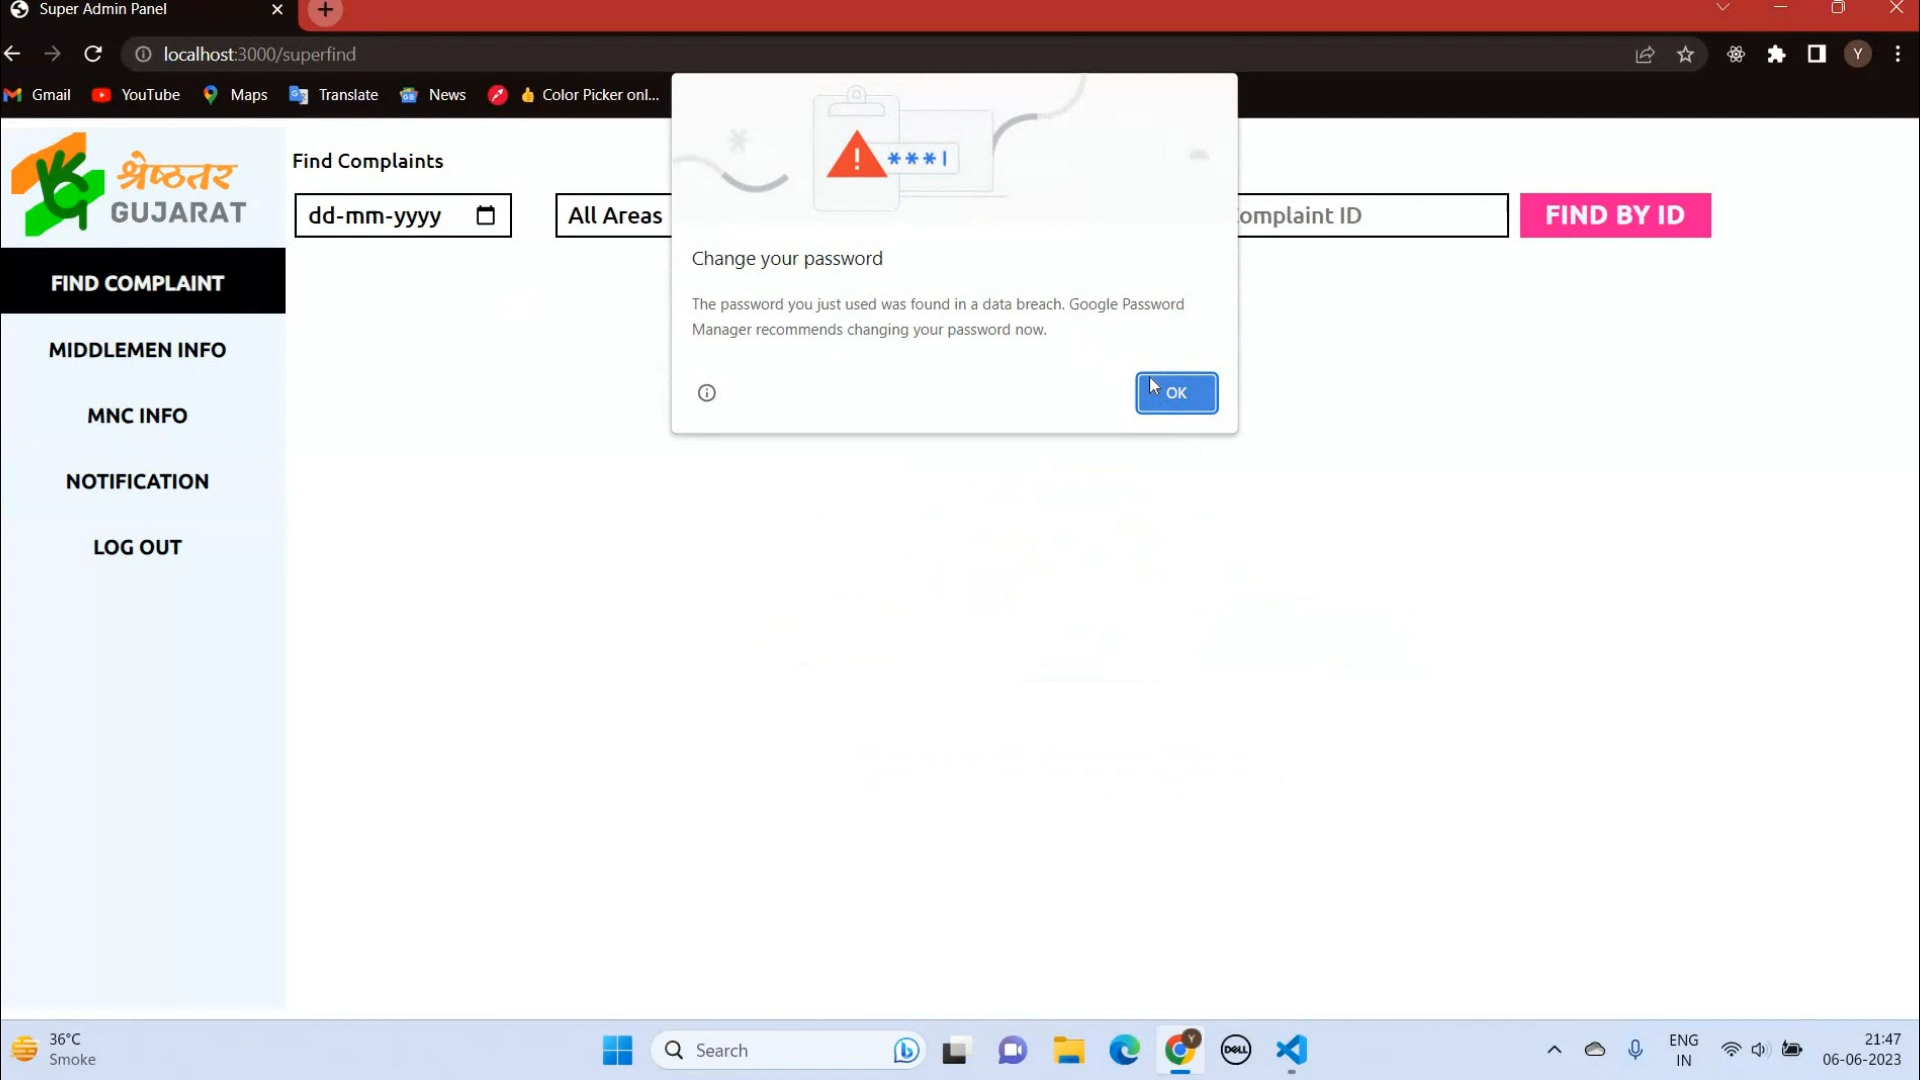 Super Admin Panel
localhost:3000/superfind
Y
Gmail
YouTube
Maps
Translate
News
👍 Color Picker onl...
श्रेष्ठतर
GUJARAT
FIND COMPLAINT
MIDDLEMEN INFO
MNC INFO
NOTIFICATION
LOG OUT
Find Complaints
dd-mm-yyyy
All Areas
omplaint ID
FIND BY ID
***|
Change your password
The password you just used was found in a data breach. Google Password
Manager recommends changing your password now.
OK
36°C
Smoke
Search
DELL
ENG
IN
21:47
06-06-2023